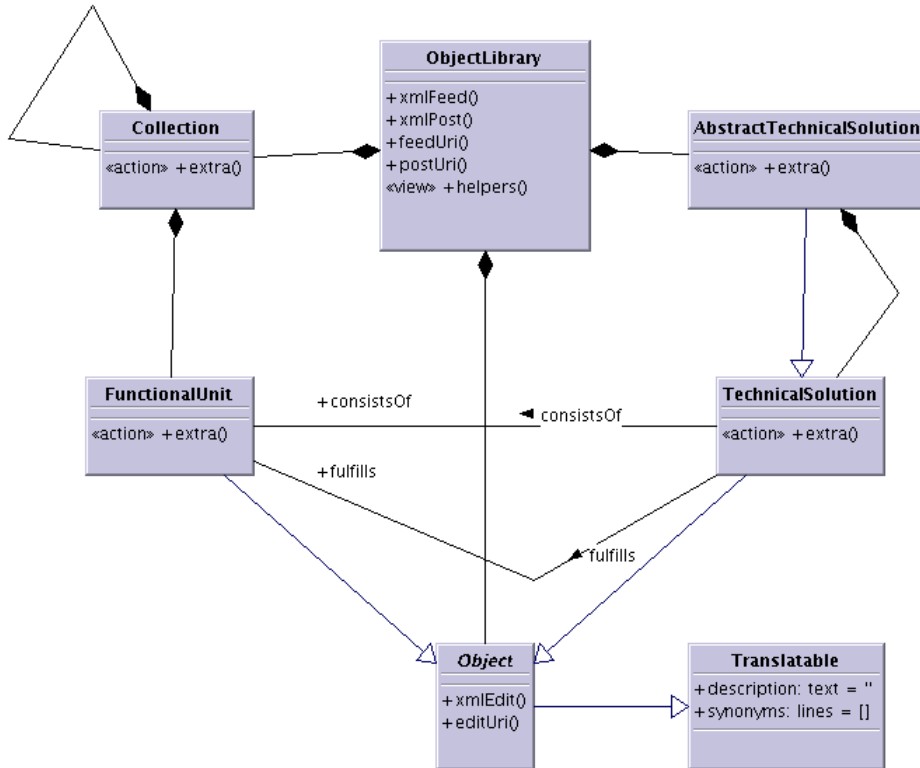 ObjectLibrary
+xmlFeed()
+xmlPost()
+feedUri()
+postUri()
«view» +helpers()
Collection
«action» +extra()
AbstractTechnicalSolution
«action» +extra()
FunctionalUnit
«action» +extra()
+consistsOf
consistsOf
+fulfills
fulfills
TechnicalSolution
«action» +extra()
Object
+xmlEdit()
+editUri()
Translatable
+description: text = ''
+synonyms: lines = []